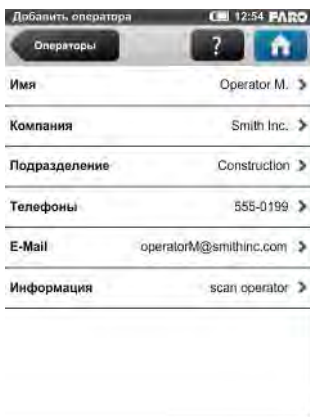 Добавить оператора 12:54 FARO
Операторы ?
Имя Operator M.
Компания Smith Inc.
Подразделение Construction
Телефоны 555-0199
E-Mail operatorM@smithinc.com
Информация scan operator